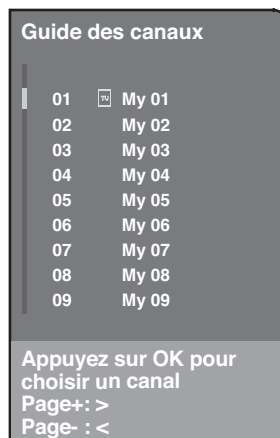 Guide des canaux
01 TV My 01
02 My 02
03 My 03
04 My 04
05 My 05
06 My 06
07 My 07
08 My 08
09 My 09
Appuyez sur OK pour
choisir un canal
Page+: >
Page- : <